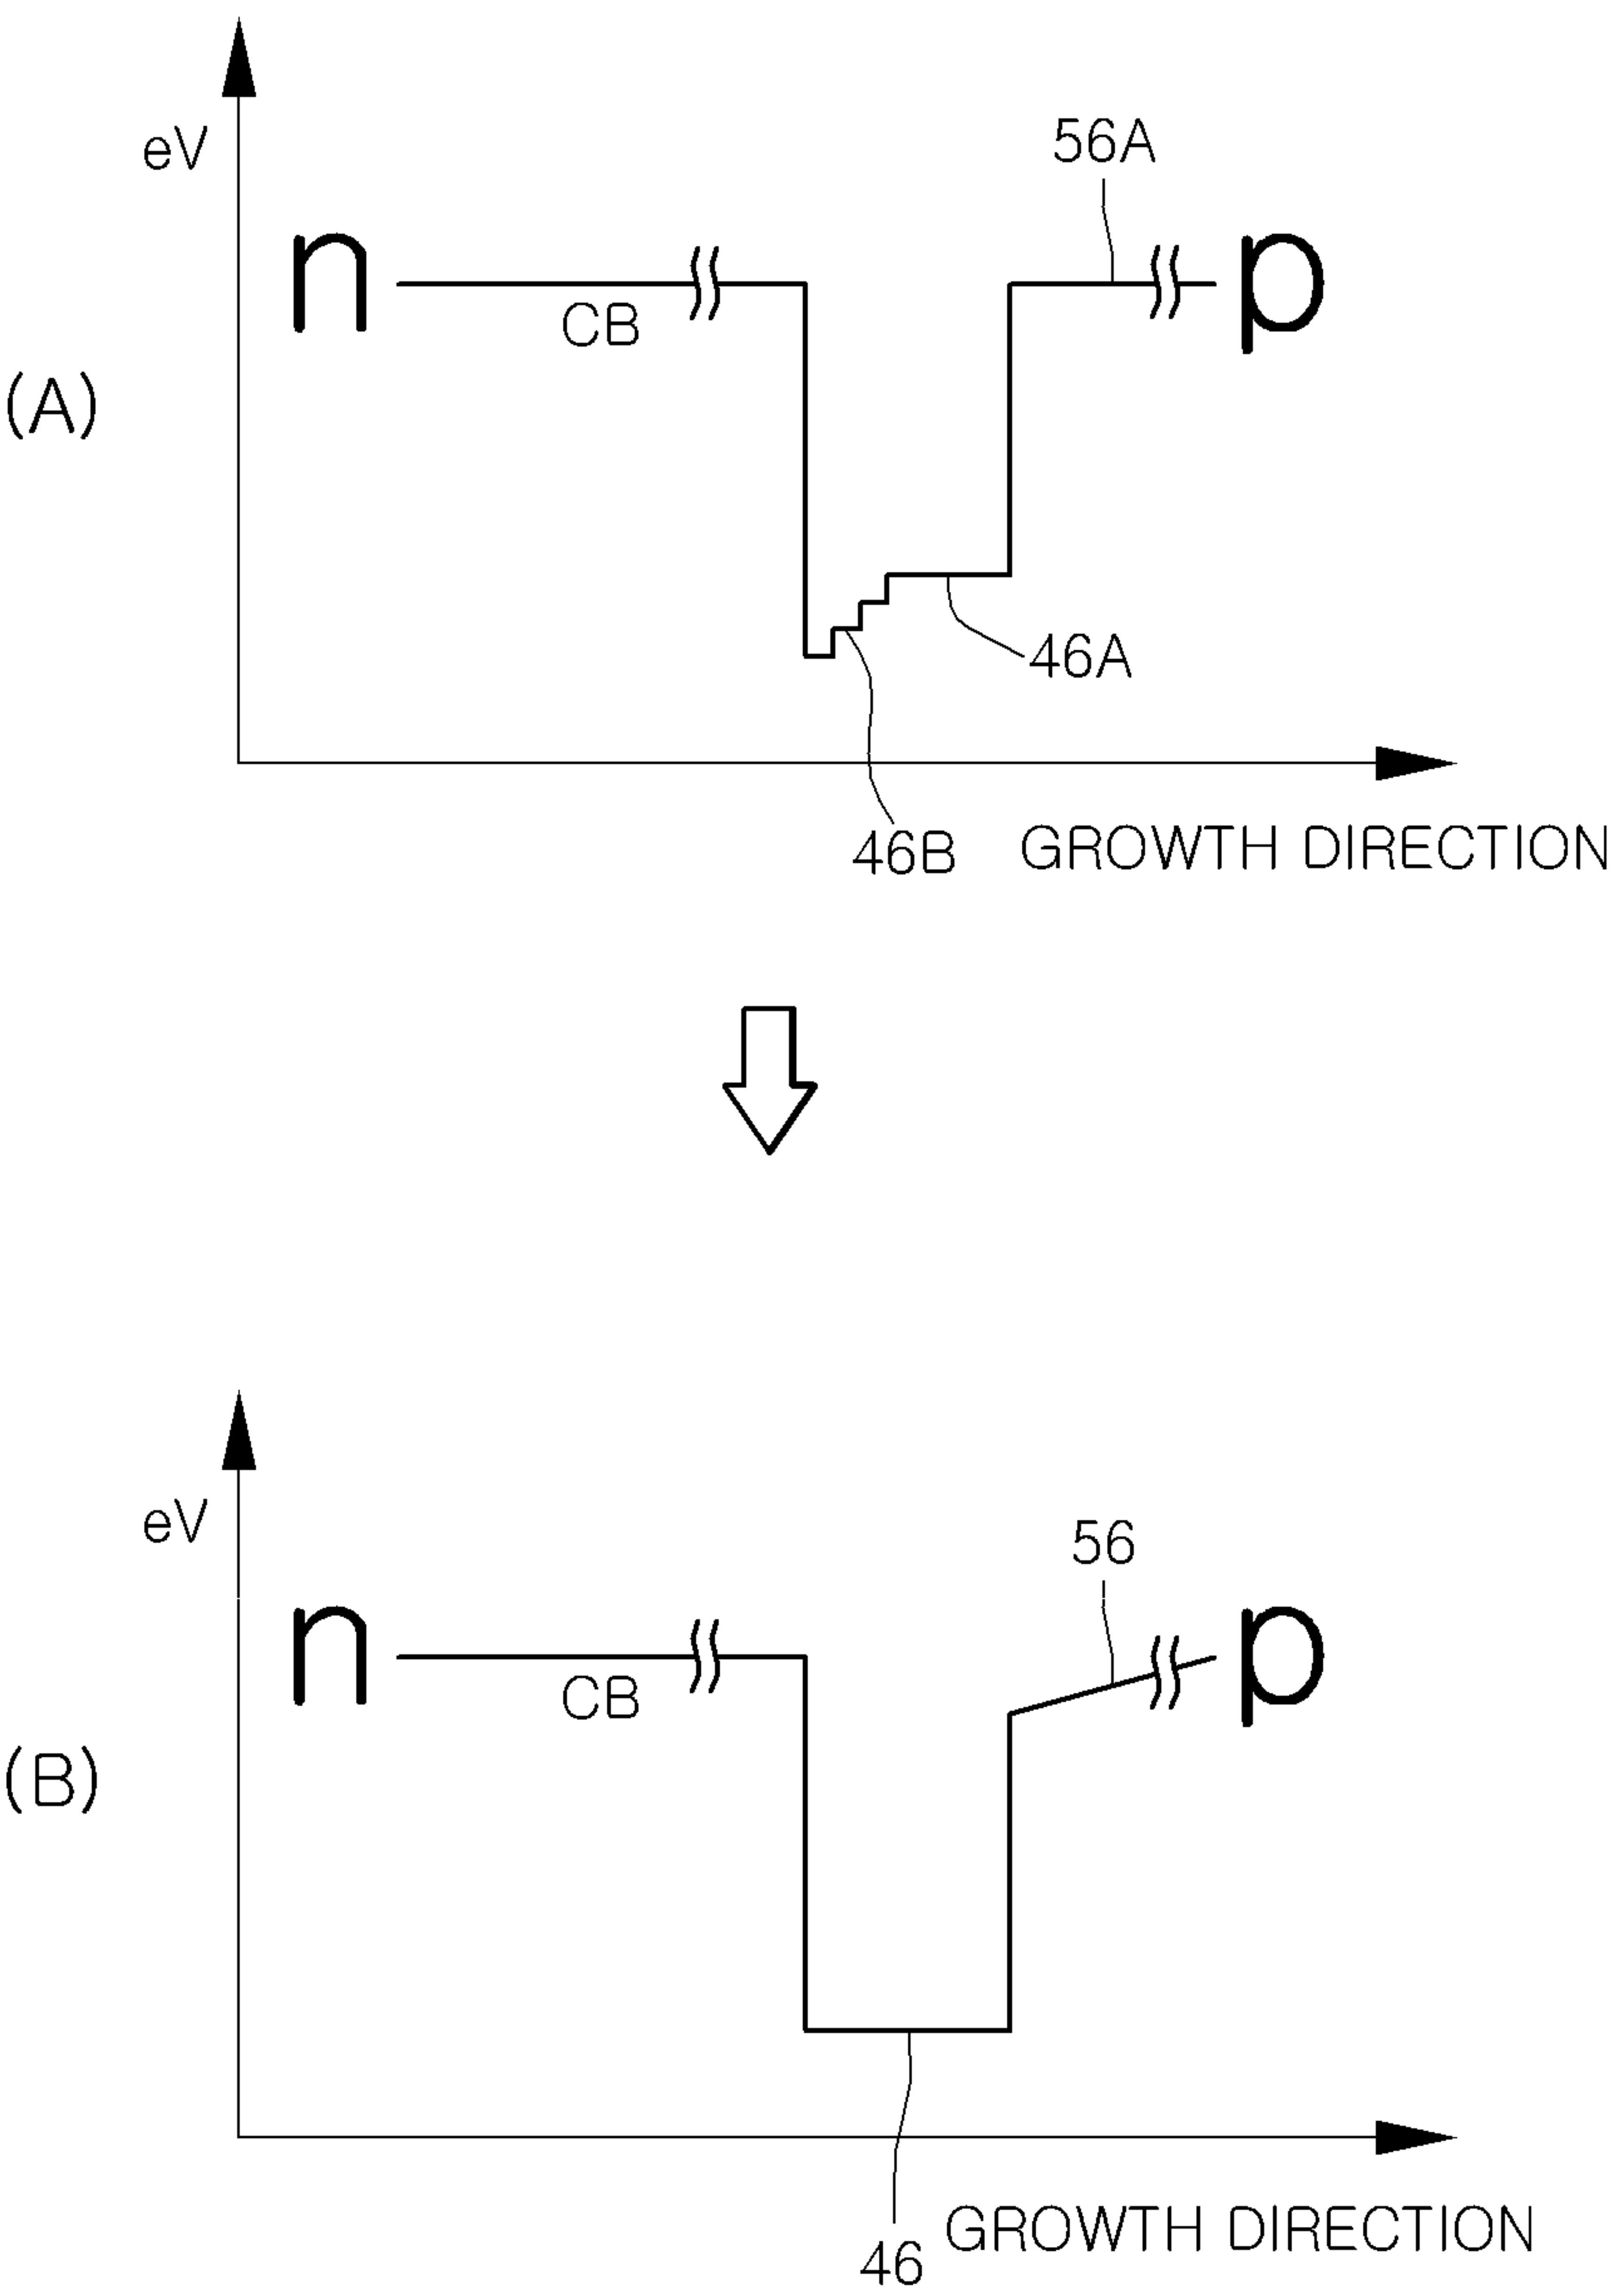 eV
56A
n
CB
p
(A)
46A
46B
GROWTH DIRECTION
eV
56
n
CB
p
(B)
GROWTH DIRECTION
46